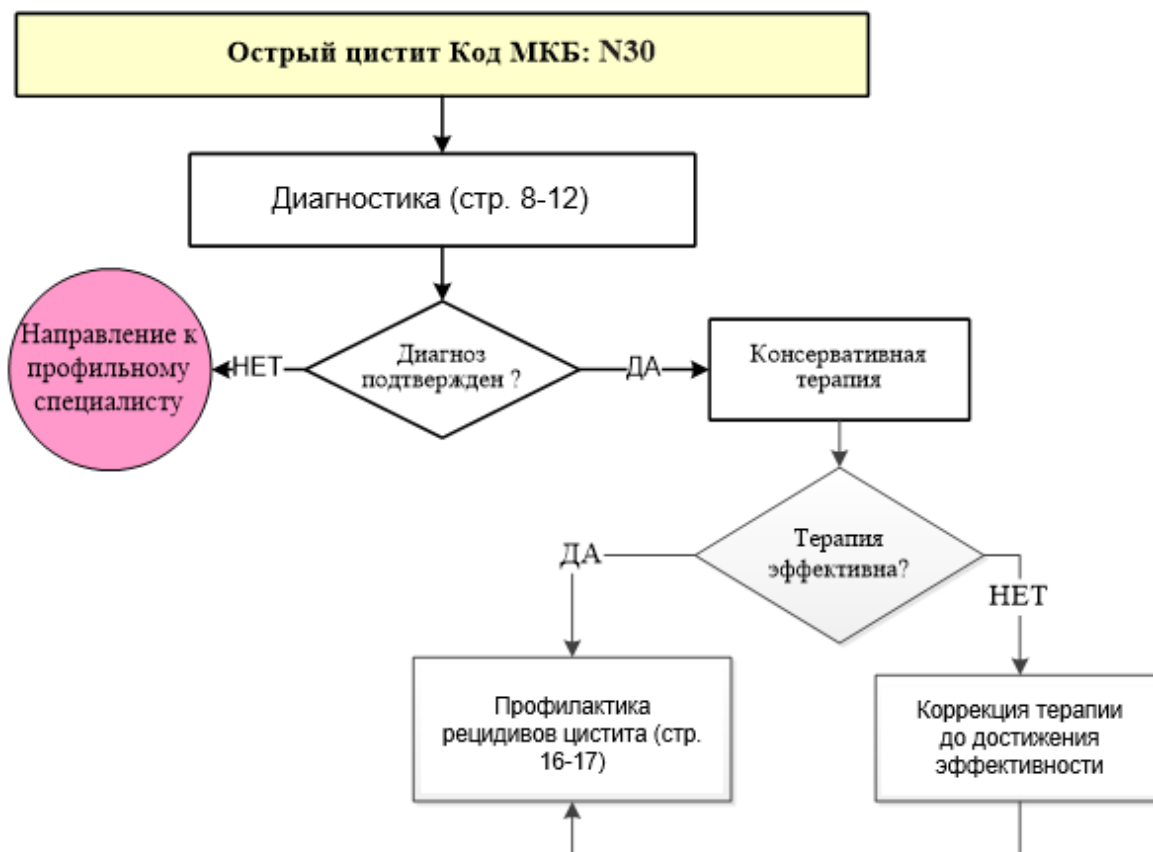 Острый цистит Код МКБ: N30
Диагностика (стр. 8-12)
Направление к
профильному
специалисту
НЕТ
Диагноз
подтвержден ?
ДА
Консервативная
терапия
Терапия
эффективна?
ДА
НЕТ
Профилактика
рецидивов цистита (стр.
16-17)
Коррекция терапии
до достижения
эффективности